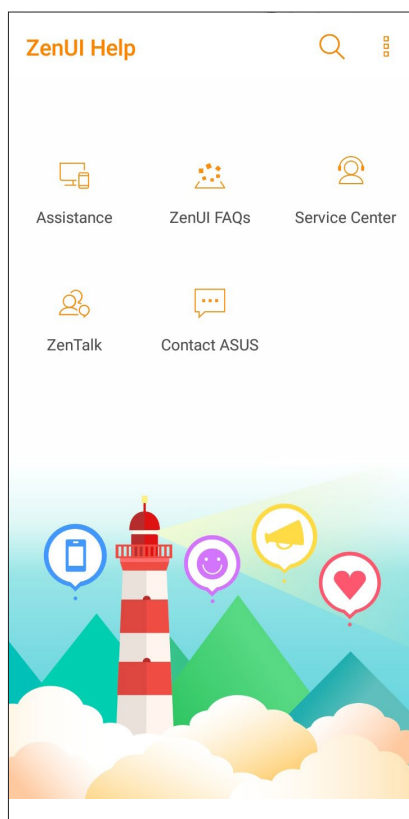 ZenUI Help
Assistance
ZenUI FAQs
Service Center
ZenTalk
Contact ASUS